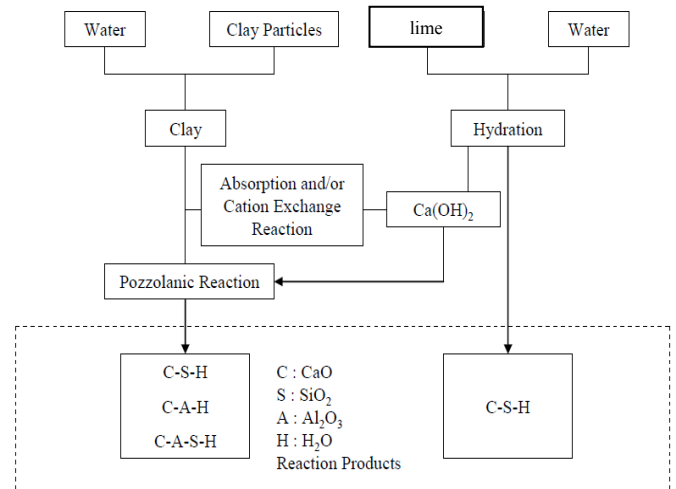 Water
Clay Particles
lime
Water
Clay
Hydration
Absorption and/or
Cation Exchange
Reaction
Ca(OH)₂
Pozzolanic Reaction
C-S-H
C-A-H
C-A-S-H
C : CaO
S : SiO₂
A : Al₂O₃
H : H₂O
Reaction Products
C-S-H